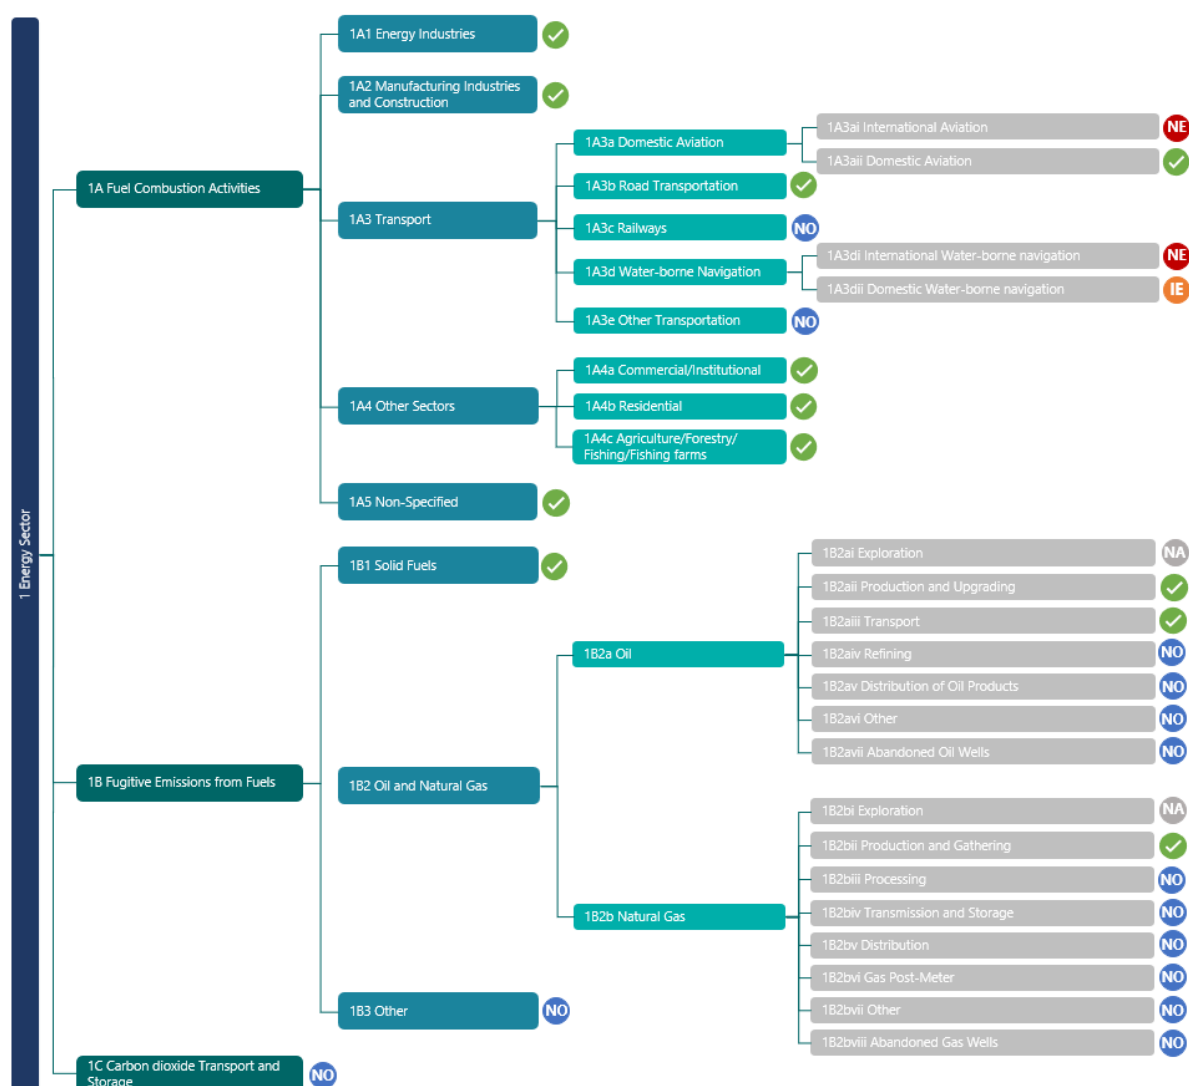 1 Energy Sector
1A Fuel Combustion Activities
1A1 Energy Industries
1A2 Manufacturing Industries
and Construction
1A3 Transport
1A3a Domestic Aviation
1A3ai International Aviation
NE
1A3aii Domestic Aviation
1A3b Road Transportation
1A3c Railways
NO
1A3d Water-borne Navigation
1A3di International Water-borne navigation
NE
1A3dii Domestic Water-borne navigation
IE
1A3e Other Transportation
NO
1A4 Other Sectors
1A4a Commercial/Institutional
1A4b Residential
1A4c Agriculture/Forestry/
Fishing/Fishing farms
1A5 Non-Specified
1B Fugitive Emissions from Fuels
1B1 Solid Fuels
1B2 Oil and Natural Gas
1B2a Oil
1B2ai Exploration
NA
1B2aii Production and Upgrading
1B2aiii Transport
1B2aiv Refining
NO
1B2av Distribution of Oil Products
NO
1B2avi Other
NO
1B2avii Abandoned Oil Wells
NO
1B2b Natural Gas
1B2bi Exploration
NA
1B2bii Production and Gathering
1B2biii Processing
NO
1B2biv Transmission and Storage
NO
1B2bv Distribution
NO
1B2bvi Gas Post-Meter
NO
1B2bvii Other
NO
1B2bviii Abandoned Gas Wells
NO
1B3 Other
NO
1C Carbon dioxide Transport and
Storage
NO